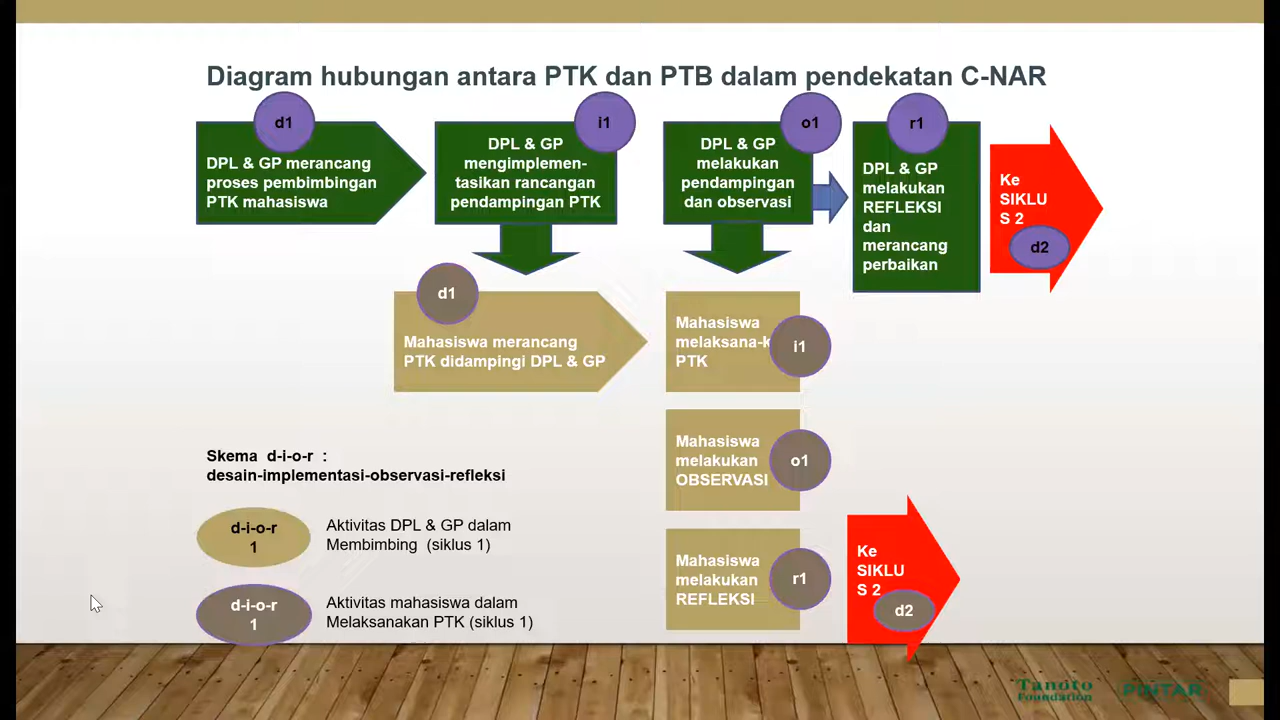 Diagram hubungan antara PTK dan PTB dalam pendekatan C-NAR
d1
DPL & GP merancang
proses pembimbingan
PTK mahasiswa
i1
DPL & GP
mengimplemen-
tasikan rancangan
pendampingan PTK
o1
DPL & GP
melakukan
pendampingan
dan observasi
r1
DPL & GP
melakukan
REFLEKSI
dan
merancang
perbaikan
Ke
SIKLU
S 2
d2
d1
Mahasiswa merancang
PTK didampingi DPL & GP
Mahasiswa
melaksana-k
PTK
i1
Mahasiswa
melakukan
OBSERVASI
o1
Mahasiswa
melakukan
REFLEKSI
r1
Ke
SIKLU
S 2
d2
Skema d-i-o-r :
desain-implementasi-observasi-refleksi
d-i-o-r
1
Aktivitas DPL & GP dalam
Membimbing (siklus 1)
d-i-o-r
1
Aktivitas mahasiswa dalam
Melaksanakan PTK (siklus 1)
Tanoto
Foundation
PINTAR